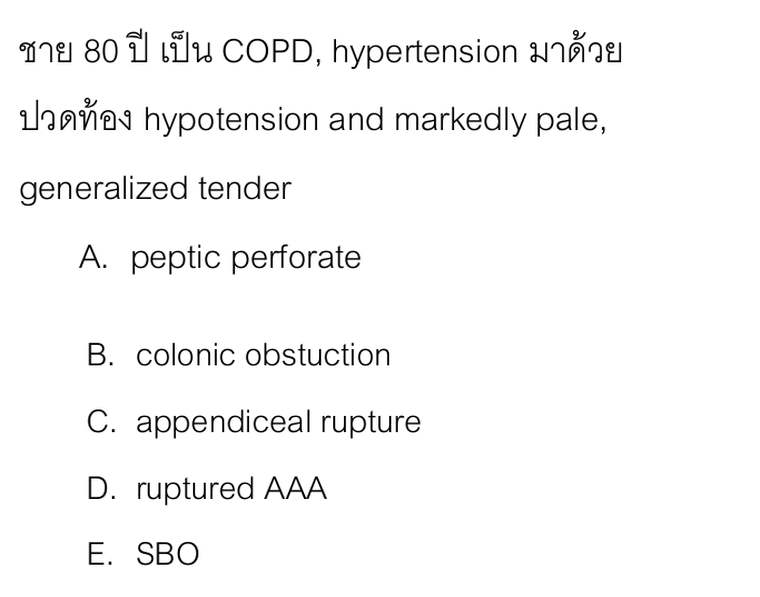 ชาย 80 ปี เป็น COPD, hypertension มาด้วย
ปวดท้อง hypotension and markedly pale,
generalized tender
A. peptic perforate
B. colonic obstuction
C. appendiceal rupture
D. ruptured AAA
E. SBO